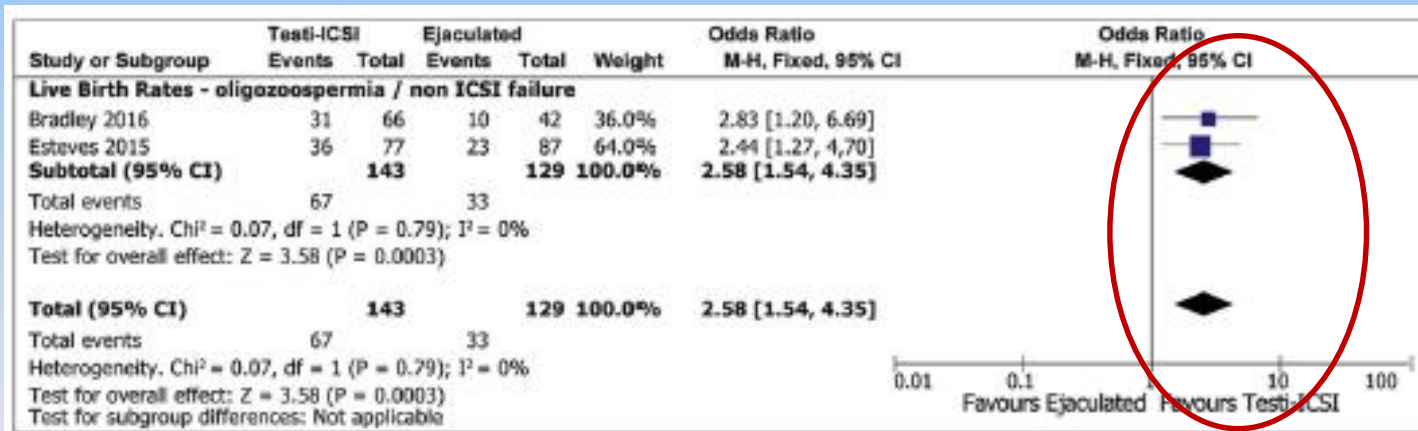 Testi-ICSI Ejaculated Odds Ratio Odds Ratio
Study or Subgroup Events Total Events Total Weight M-H, Fixed, 95% CI M-H, Fixed, 95% CI
Live Birth Rates - oligozoospermia / non ICSI failure
Bradley 2016 31 66 10 42 36.0% 2.83 [1.20, 6.69]
Esteves 2015 36 77 23 87 64.0% 2.44 [1.27, 4,70]
Subtotal (95% CI) 143 129 100.0% 2.58 [1.54, 4.35]
Total events 67 33
Heterogeneity. Chi² = 0.07, df = 1 (P = 0.79); I² = 0%
Test for overall effect: Z = 3.58 (P = 0.0003)
Total (95% CI) 143 129 100.0% 2.58 [1.54, 4.35]
Total events 67 33
Heterogeneity. Chi² = 0.07, df = 1 (P = 0.79); I² = 0%
Test for overall effect: Z = 3.58 (P = 0.0003)
Test for subgroup differences: Not applicable
0.01 0.1 1 10 100
Favours Ejaculated Favours Testi-ICSI